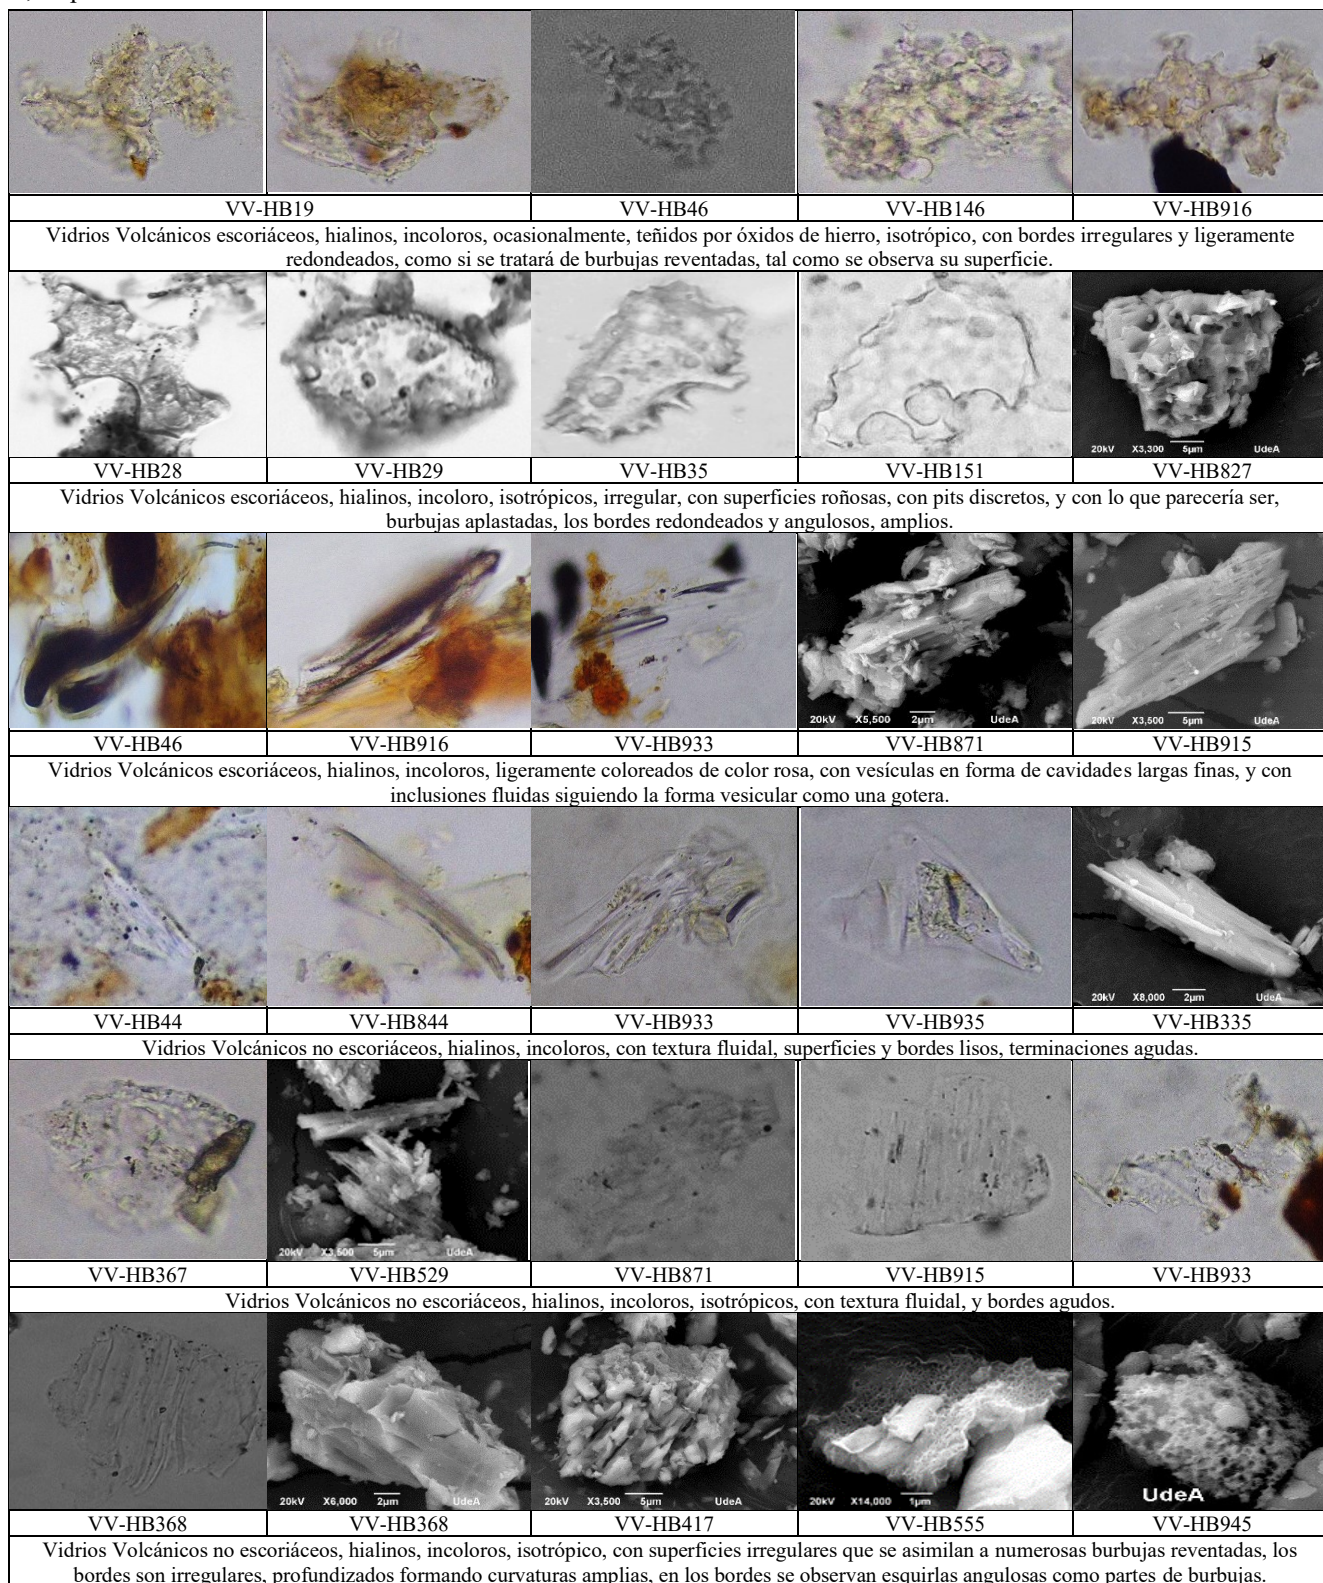 VV-HB19 VV-HB46 VV-HB146 VV-HB916
Vidrios Volcánicos escoriáceos, hialinos, incoloros, ocasionalmente, teñidos por óxidos de hierro, isotrópico, con bordes irregulares y ligeramente
redondeados, como si se tratará de burbujas reventadas, tal como se observa su superficie.
20kV X3,300 5μm UdeA
VV-HB28 VV-HB29 VV-HB35 VV-HB151 VV-HB827
Vidrios Volcánicos escoriáceos, hialinos, incoloro, isotrópicos, irregular, con superficies roñosas, con pits discretos, y con lo que parecería ser,
burbujas aplastadas, los bordes redondeados y angulosos, amplios.
20kV X5,500 2μm UdeA 20kV X3,500 5μm UdeA
VV-HB46 VV-HB916 VV-HB933 VV-HB871 VV-HB915
Vidrios Volcánicos escoriáceos, hialinos, incoloros, ligeramente coloreados de color rosa, con vesículas en forma de cavidades largas finas, y con
inclusiones fluidas siguiendo la forma vesicular como una gotera.
20kV X8,000 2μm UdeA
VV-HB44 VV-HB844 VV-HB933 VV-HB935 VV-HB335
Vidrios Volcánicos no escoriáceos, hialinos, incoloros, con textura fluidal, superficies y bordes lisos, terminaciones agudas.
20kV X3,500 5μm UdeA
VV-HB367 VV-HB529 VV-HB871 VV-HB915 VV-HB933
Vidrios Volcánicos no escoriáceos, hialinos, incoloros, isotrópicos, con textura fluidal, y bordes agudos.
20kV X6,000 2μm UdeA 20kV X3,500 5μm UdeA 20kV X14,000 1μm UdeA UdeA
VV-HB368 VV-HB368 VV-HB417 VV-HB555 VV-HB945
Vidrios Volcánicos no escoriáceos, hialinos, incoloros, isotrópico, con superficies irregulares que se asimilan a numerosas burbujas reventadas, los
bordes son irregulares, profundizados formando curvaturas amplias, en los bordes se observan esquirlas angulosas como partes de burbujas.